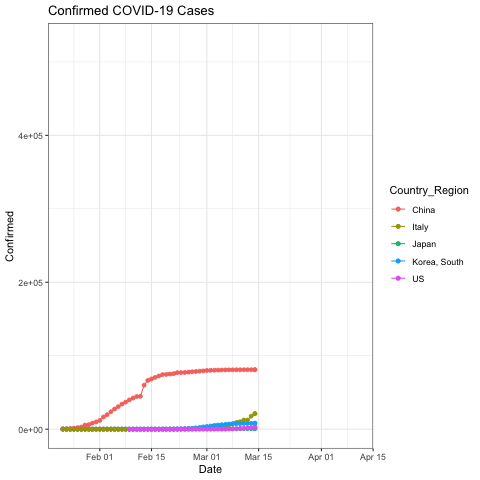 Confirmed COVID-19 Cases
4e+05
2e+05
0e+00
Confirmed
Feb 01 Feb 15 Mar 01 Mar 15 Apr 01 Apr 15
Date
Country_Region
China
Italy
Japan
Korea, South
US